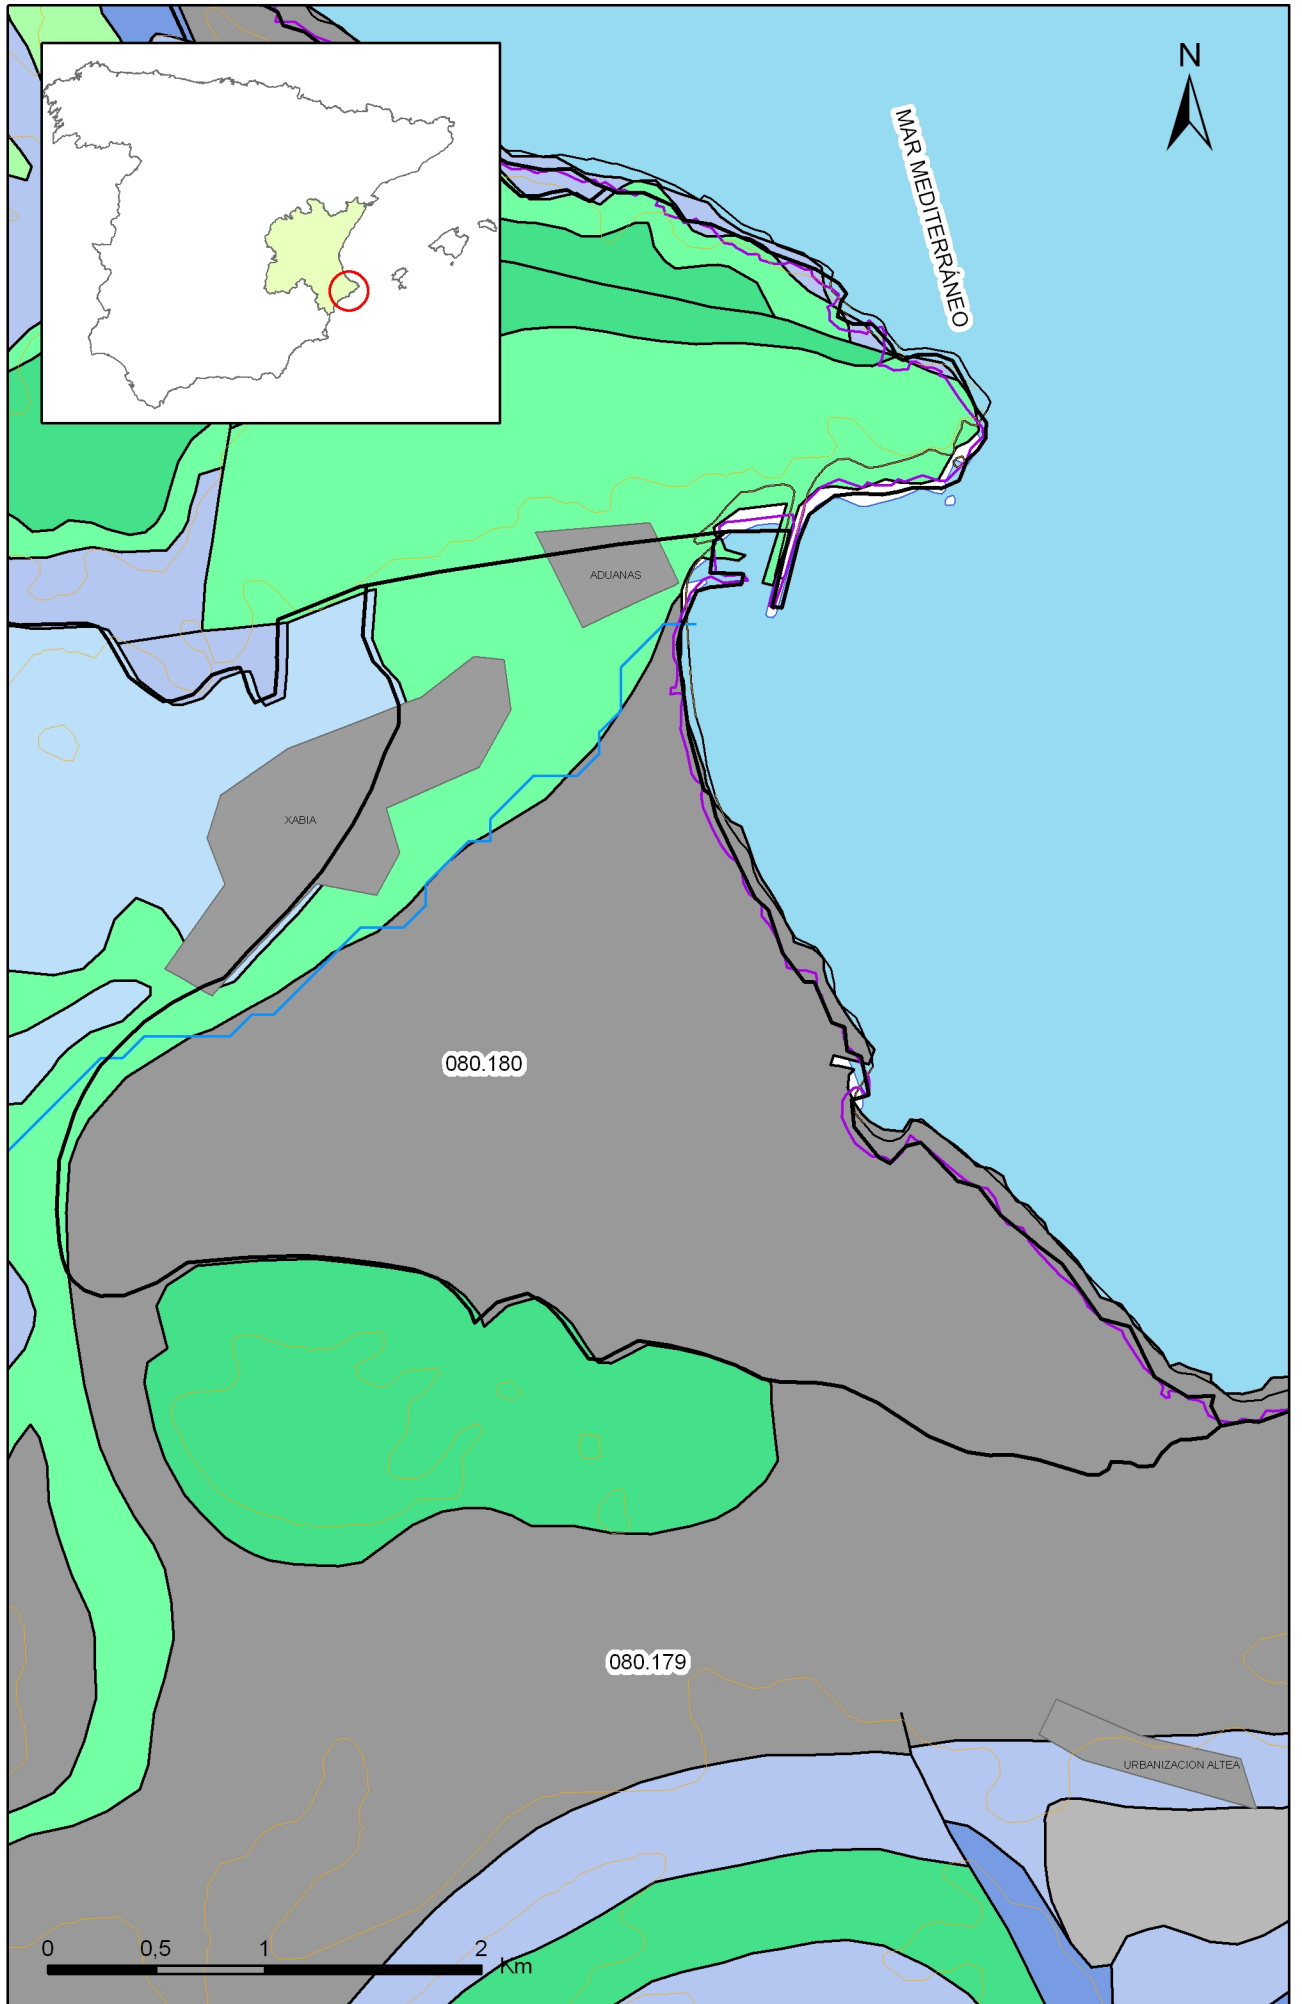 N
MAR MEDITERRÁNEO
ADUANAS
XABIA
080.180
080.179
URBANIZACION ALTEA
0 0,5 1 2
Km